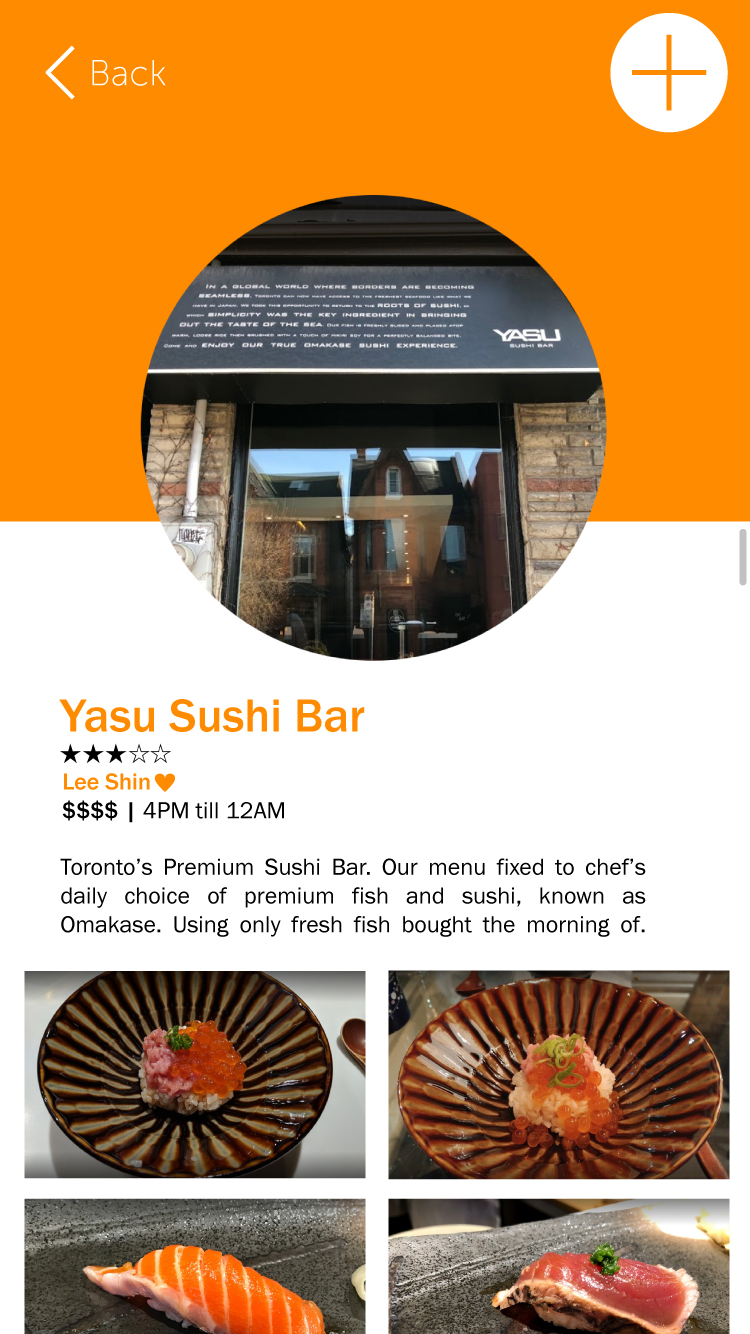 Back
IN A GLOBAL WORLD WHERE BORDERS ARE BECOMING
SEAMLESS. TORONTO CAN NOW HAVE ACCESS TO THE FRESHEST SEAFOOD LIKE WHAT WE
HAVE IN JAPAN. WE TOOK THIS OPPORTUNITY TO RETURN TO THE ROOTS OF SUSHI, IN
WHICH SIMPLICITY WAS THE KEY INGREDIENT IN BRINGING
OUT THE TASTE OF THE SEA. OUR FISH IS FRESHLY SLICED AND PLACED ATOP
WARM, LOOSE RICE THEN BRUSHED WITH A TOUCH OF NIKIRI SOY FOR A PERFECTLY BALANCED BITE.
COME AND ENJOY OUR TRUE OMAKASE SUSHI EXPERIENCE.
YASU
SUSHI BAR
Yasu Sushi Bar
★★★☆☆
Lee Shin🧡
$$$$ | 4PM till 12AM
Toronto’s Premium Sushi Bar. Our menu fixed to chef’s
daily choice of premium fish and sushi, known as
Omakase. Using only fresh fish bought the morning of.